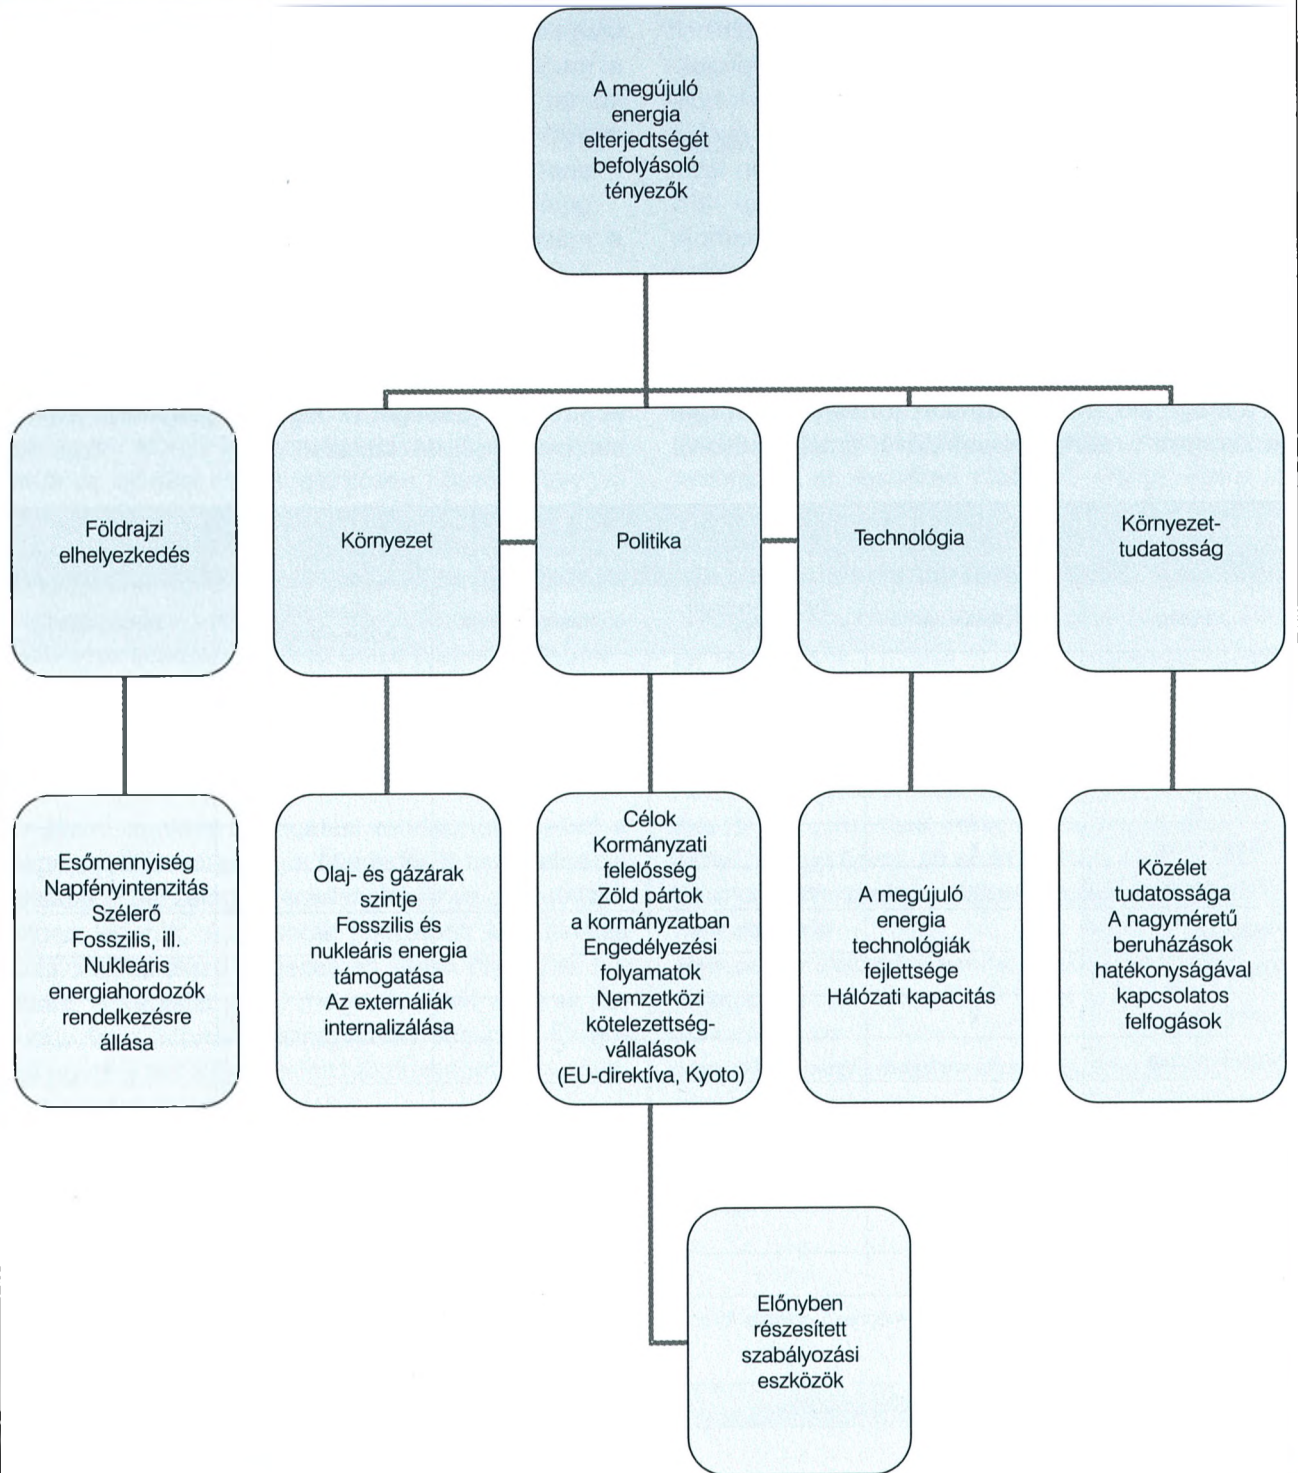 A megújuló
energia
elterjedtségét
befolyásoló
tényezők
Földrajzi
elhelyezkedés
Környezet
Politika
Technológia
Környezet-
tudatosság
Esőmennyiség
Napfényintenzitás
Szélerő
Fosszilis, ill.
Nukleáris
energiahordozók
rendelkezésre
állása
Olaj- és gázárak
szintje
Fosszilis és
nukleáris energia
támogatása
Az externáliák
internalizálása
Célok
Kormányzati
felelősség
Zöld pártok
a kormányzatban
Engedélyezési
folyamatok
Nemzetközi
kötelezettség-
vállalások
(EU-direktíva, Kyoto)
A megújuló
energia
technológiák
fejlettsége
Hálózati kapacitás
Közélet
tudatossága
A nagyméretű
beruházások
hatékonyságával
kapcsolatos
felfogások
Előnyben
részesített
szabályozási
eszközök